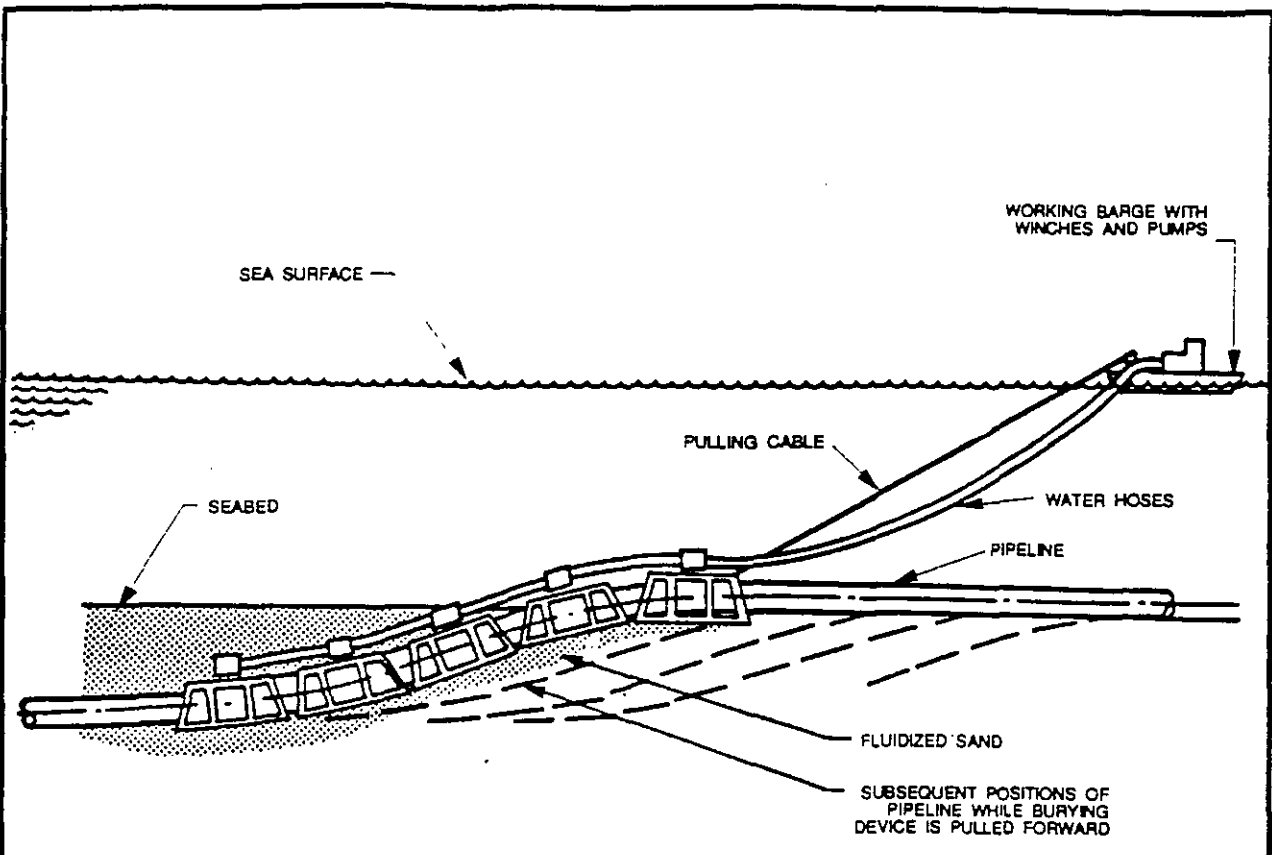 WORKING BARGE WITH
WINCHES AND PUMPS
SEA SURFACE
PULLING CABLE
WATER HOSES
SEABED
PIPELINE
FLUIDIZED SAND
SUBSEQUENT POSITIONS OF
PIPELINE WHILE BURYING
DEVICE IS PULLED FORWARD